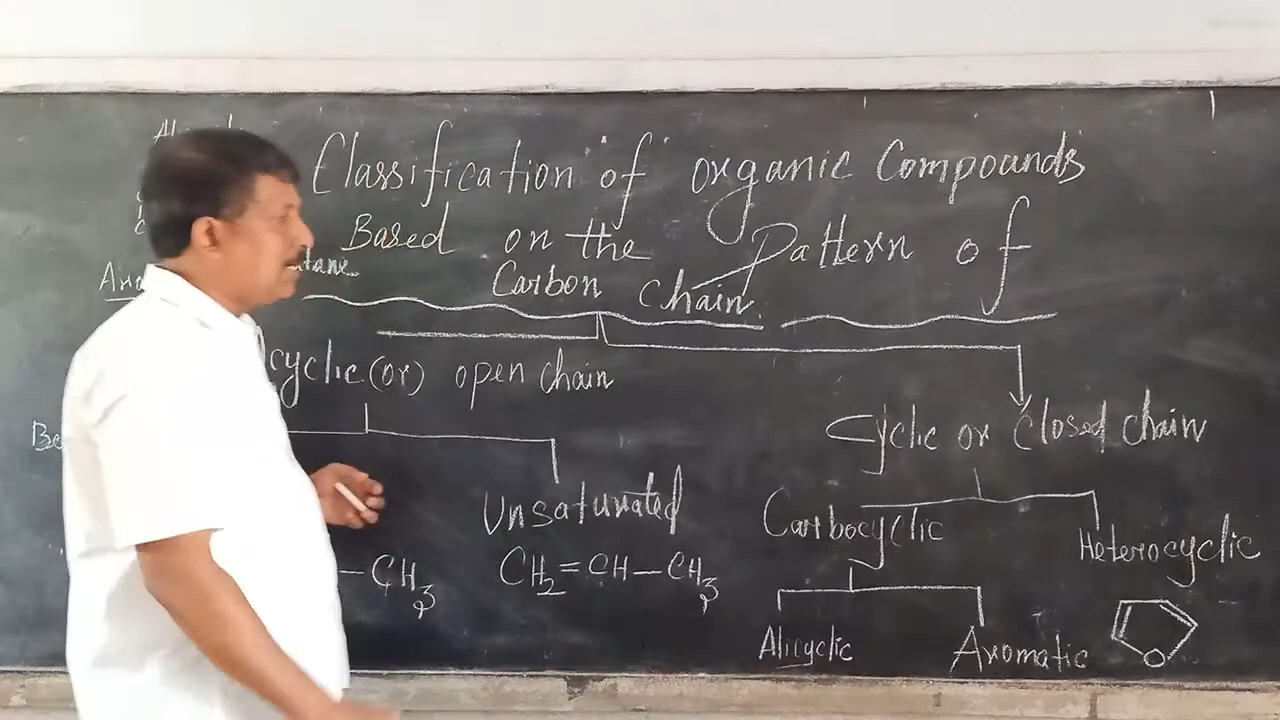 Classification of organic Compounds
Based on the Pattern of
Carbon Chain
cyclic (or) open chain
Cyclic or Closed chain
Unsaturated
Carbocyclic
Heterocyclic
– CH3
CH2=CH–CH3
Alicyclic
Aromatic
O